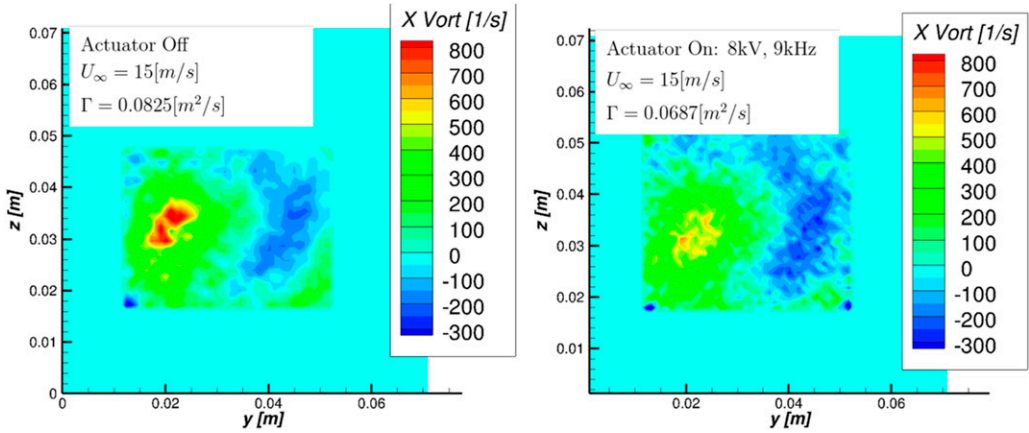 X Vort [1/s]
800
700
600
500
400
300
200
100
0
-100
-200
-300
Actuator Off
U∞ = 15[m/s]
Γ = 0.0825[m²/s]
0.07
0.06
0.05
0.04
0.03
0.02
0.01
0
z [m]
0 0.02 0.04 0.06
y [m]
X Vort [1/s]
800
700
600
500
400
300
200
100
0
-100
-200
-300
Actuator On: 8kV, 9kHz
U∞ = 15[m/s]
Γ = 0.0687[m²/s]
0.07
0.06
0.05
0.04
0.03
0.02
0.01
z [m]
0.02 0.04 0.06
y [m]